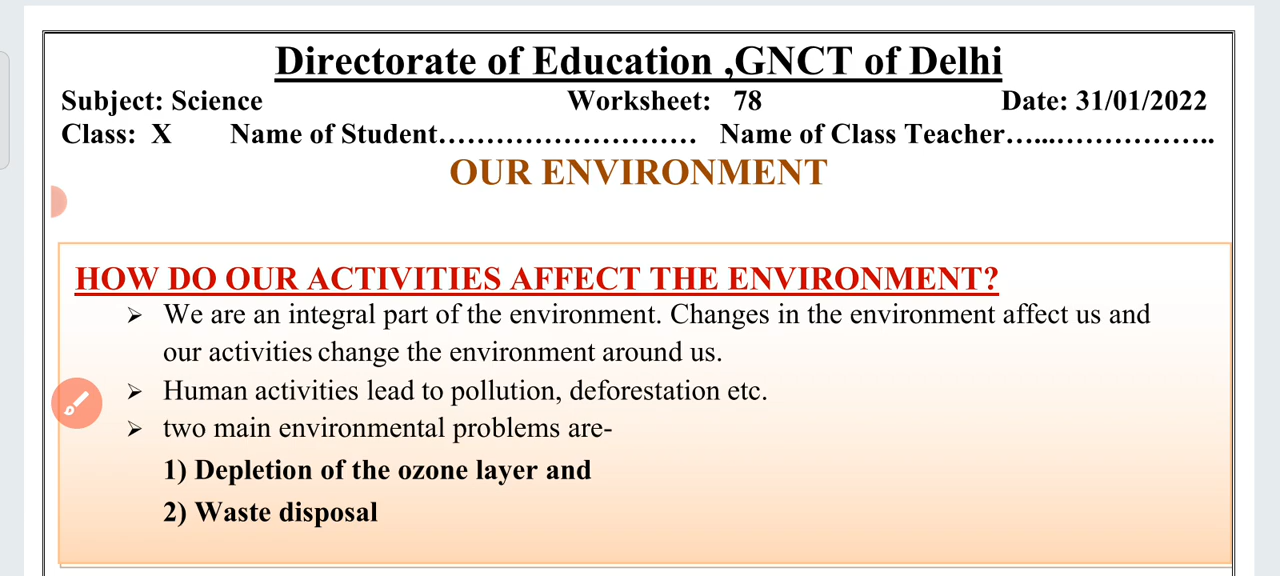 Directorate of Education ,GNCT of Delhi
Subject: Science Worksheet: 78 Date: 31/01/2022
Class: X Name of Student........................... Name of Class Teacher......................
OUR ENVIRONMENT
HOW DO OUR ACTIVITIES AFFECT THE ENVIRONMENT?
➢ We are an integral part of the environment. Changes in the environment affect us and
our activities change the environment around us.
➢ Human activities lead to pollution, deforestation etc.
➢ two main environmental problems are-
1) Depletion of the ozone layer and
2) Waste disposal